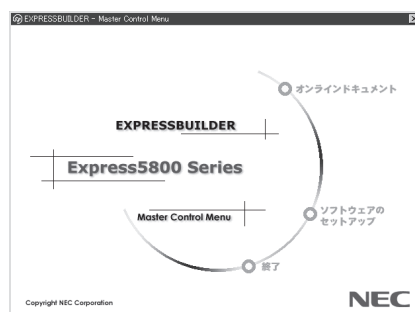 EXPRESSBUILDER - Master Control Menu
オンラインドキュメント
EXPRESSBUILDER
Express5800 Series
Master Control Menu
ソフトウェアの
セットアップ
終了
Copyright NEC Corporation
NEC